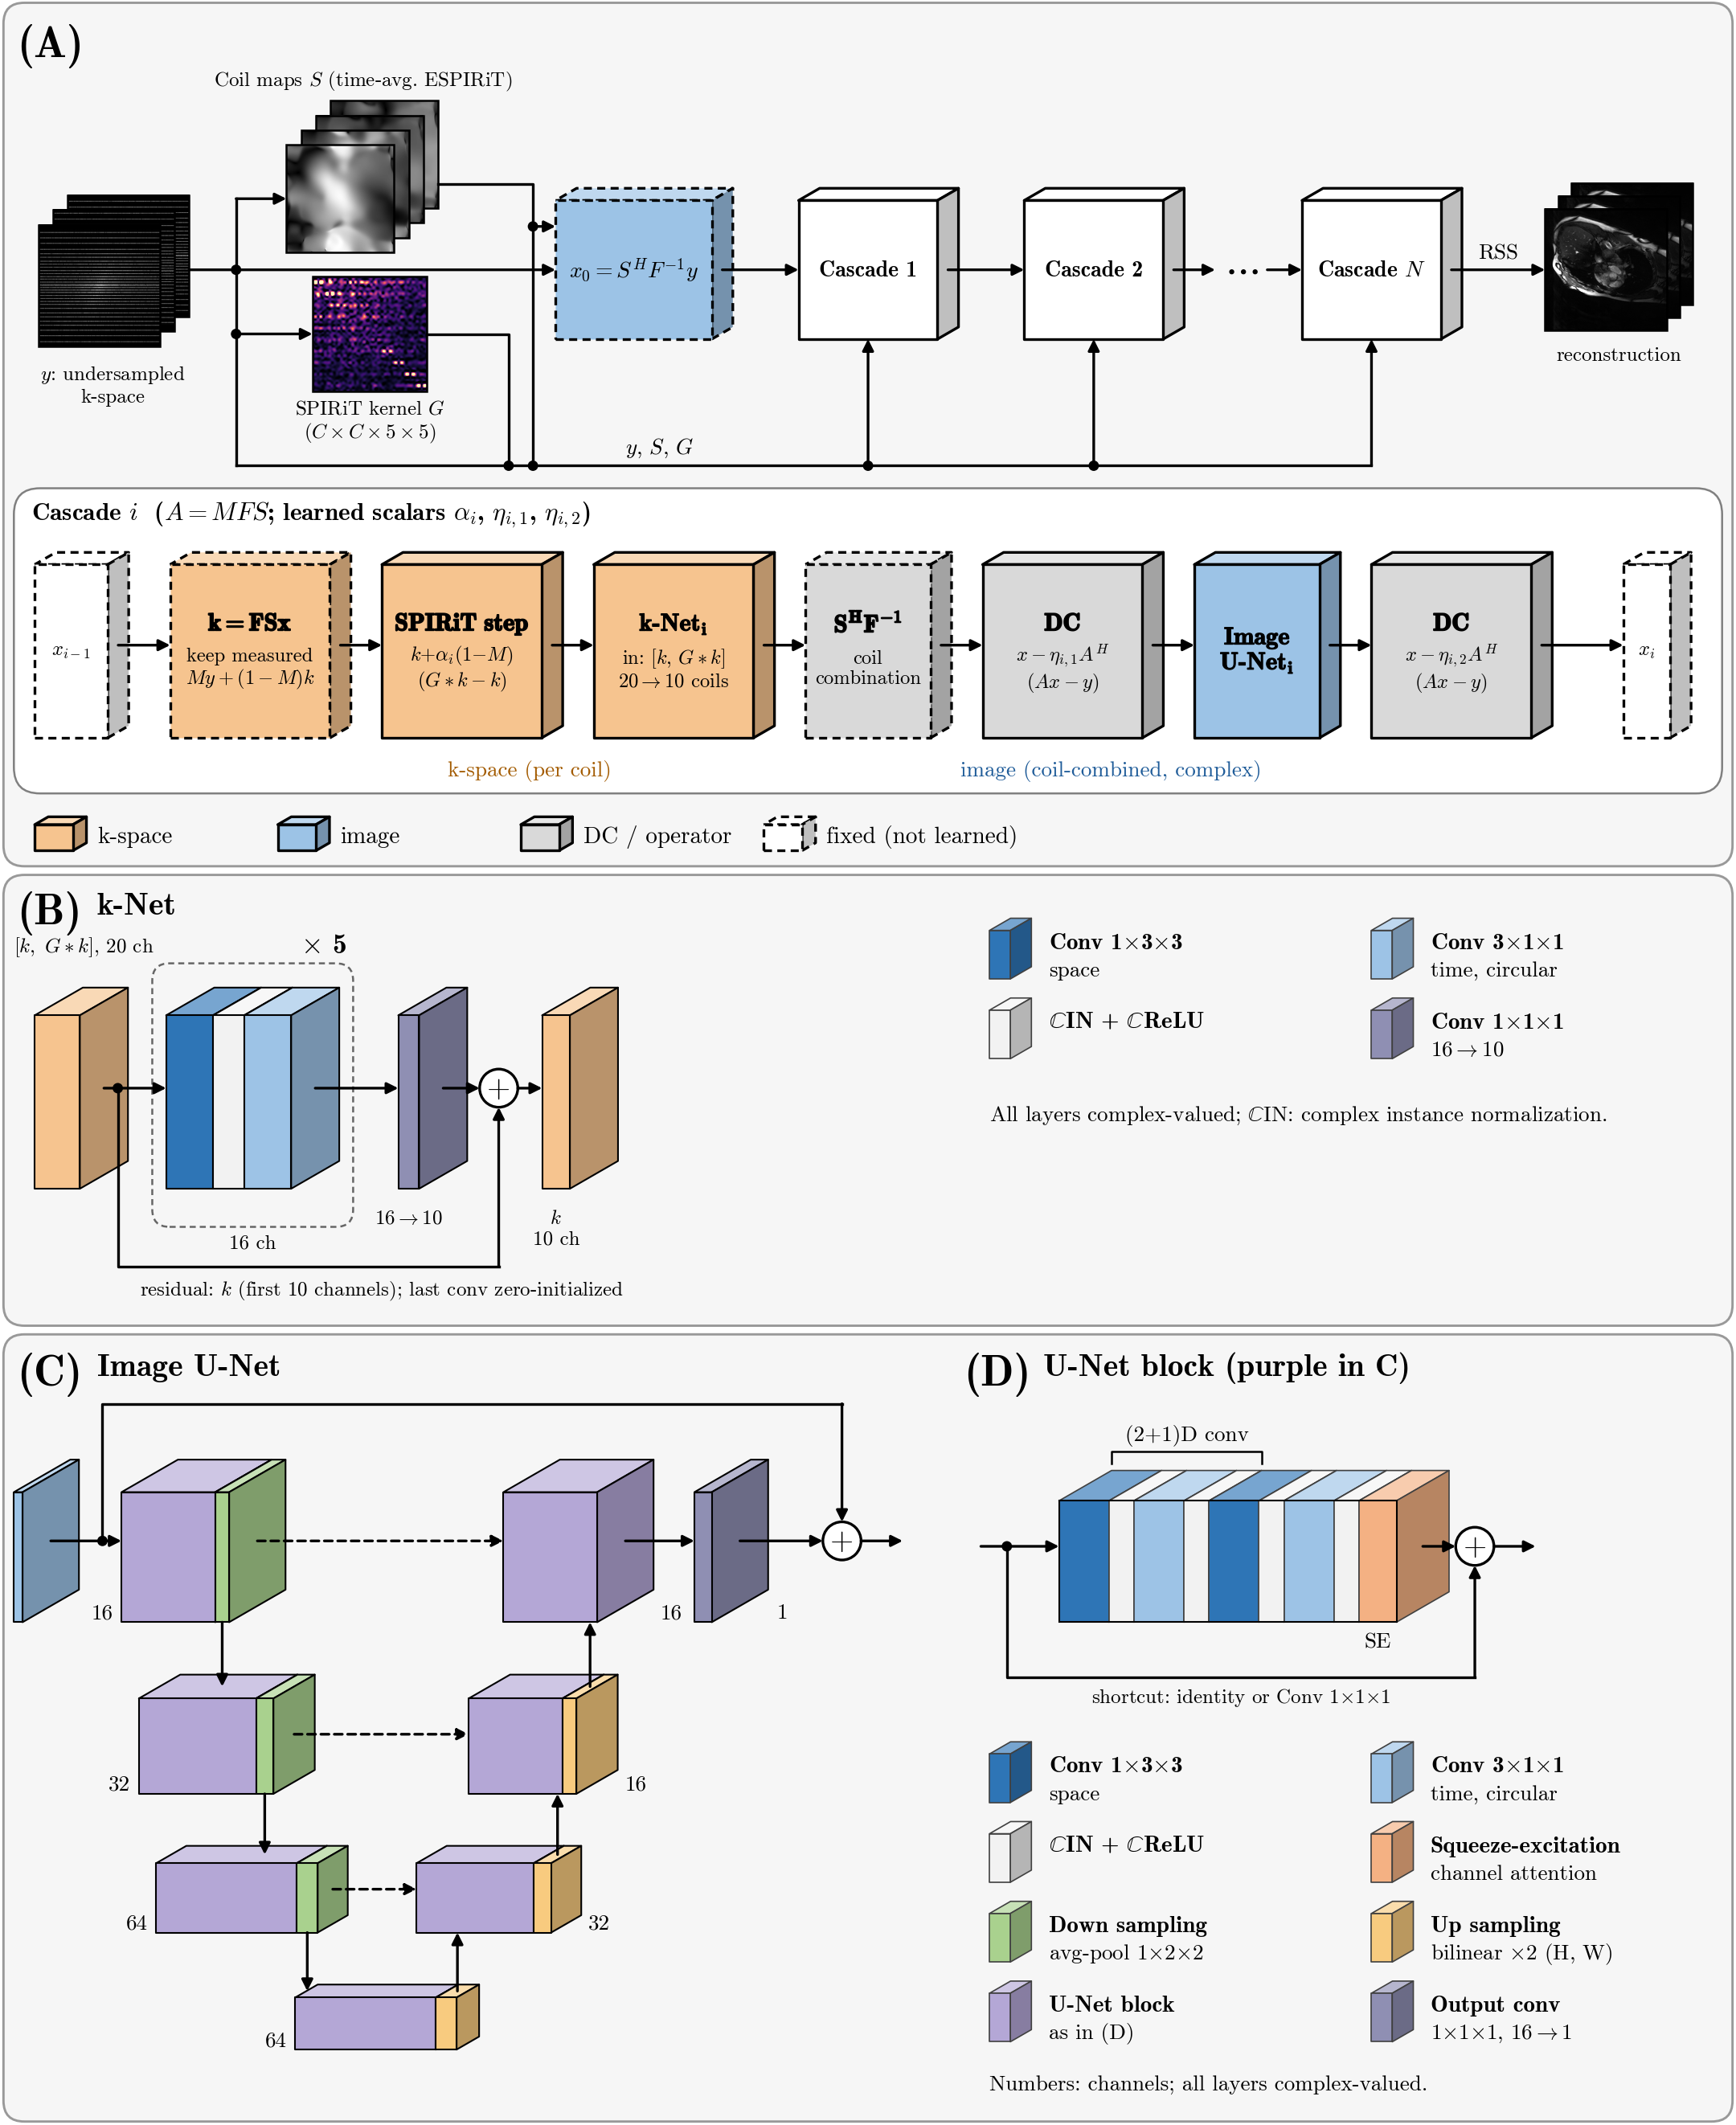 (A)
Coil maps S (time-avg. ESPIRiT)
x₀ = SᴴF⁻¹y
Cascade 1
Cascade 2
...
Cascade N
RSS
reconstruction
y: undersampled
k-space
SPIRiT kernel G
(C × C × 5 × 5)
y, S, G
Cascade i (A = MFS; learned scalars αᵢ, ηᵢ,₁, ηᵢ,₂)
xᵢ₋₁
k = FSx
keep measured
My + (1 − M)k
SPIRiT step
k+αᵢ(1−M)
(G ∗ k − k)
k-Netᵢ
in: [k, G ∗ k]
20 → 10 coils
SᴴF⁻¹
coil
combination
DC
x − ηᵢ,₁Aᴴ
(Ax − y)
Image
U-Netᵢ
DC
x − ηᵢ,₂Aᴴ
(Ax − y)
xᵢ
k-space (per coil)
image (coil-combined, complex)
k-space
image
DC / operator
fixed (not learned)
(B) k-Net
[k, G ∗ k], 20 ch
× 5
16 ch
16 → 10
+
k
10 ch
residual: k (first 10 channels); last conv zero-initialized
Conv 1×3×3
space
Conv 3×1×1
time, circular
ℂIN + ℂReLU
Conv 1×1×1
16 → 10
All layers complex-valued; ℂIN: complex instance normalization.
(C) Image U-Net
16
16
1
+
32
16
64
32
64
(D) U-Net block (purple in C)
(2+1)D conv
+
SE
shortcut: identity or Conv 1×1×1
Conv 1×3×3
space
Conv 3×1×1
time, circular
ℂIN + ℂReLU
Squeeze-excitation
channel attention
Down sampling
avg-pool 1×2×2
Up sampling
bilinear ×2 (H, W)
U-Net block
as in (D)
Output conv
1×1×1, 16 → 1
Numbers: channels; all layers complex-valued.